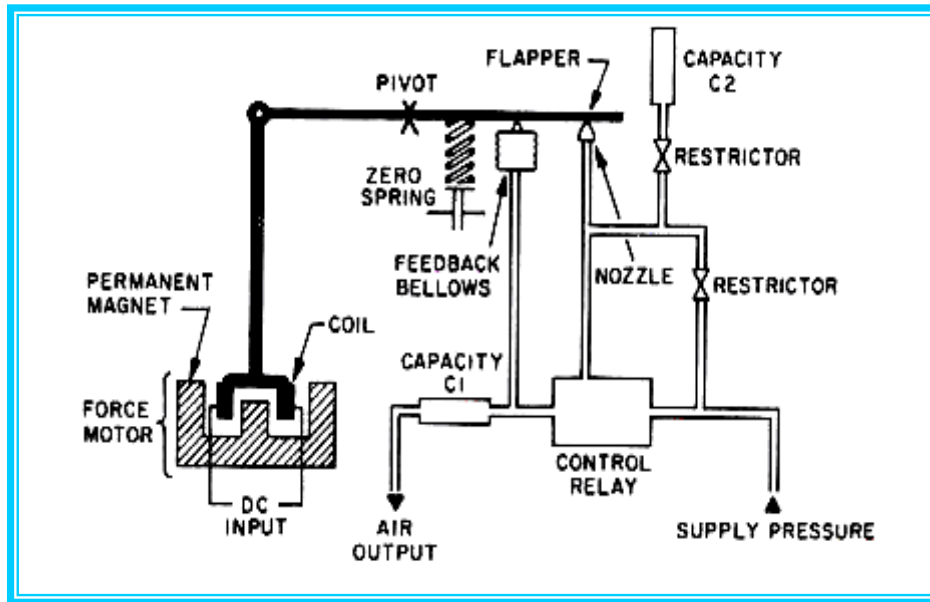 FLAPPER
CAPACITY
C2
PIVOT
RESTRICTOR
ZERO
SPRING
FEEDBACK
BELLOWS
NOZZLE
RESTRICTOR
PERMANENT
MAGNET
COIL
CAPACITY
C1
FORCE
MOTOR
CONTROL
RELAY
DC
INPUT
AIR
OUTPUT
SUPPLY PRESSURE